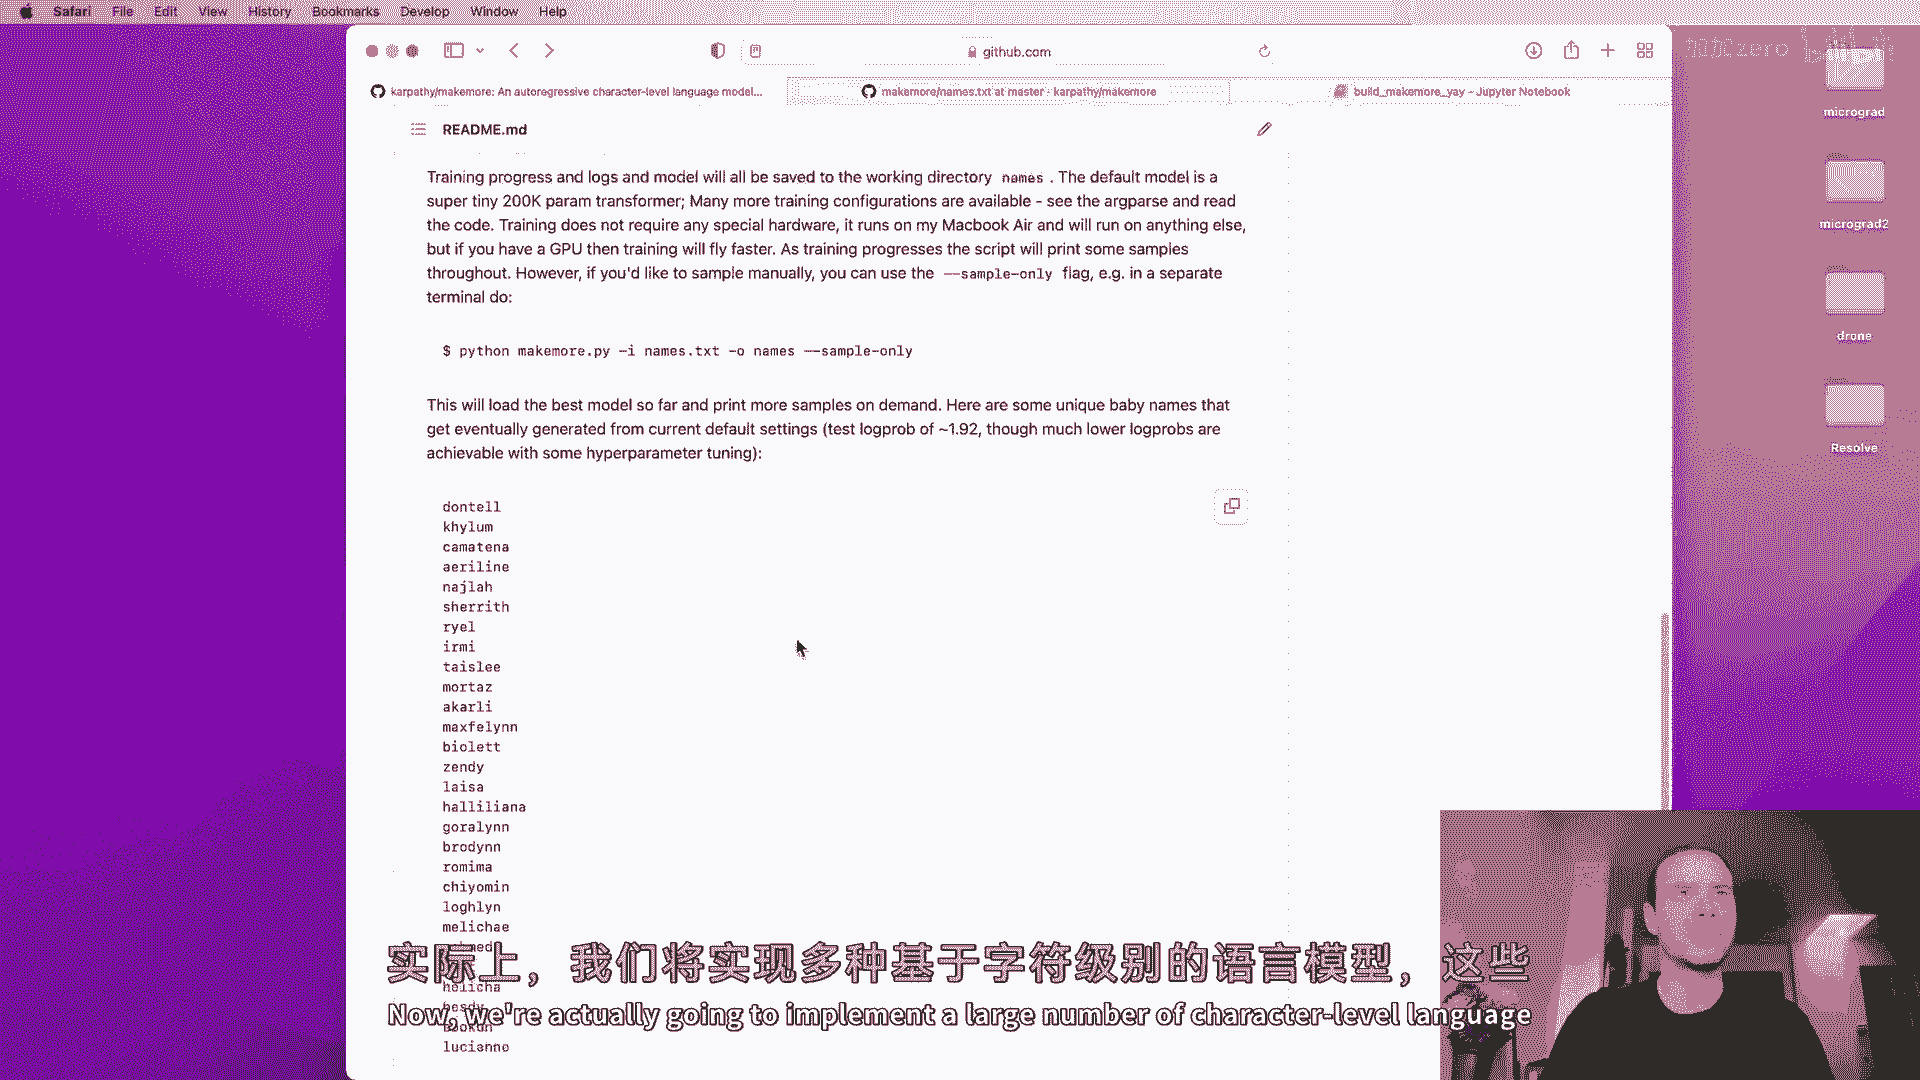 Safari File Edit View History Bookmarks Develop Window Help
github.com
karpathy/makemore: An autoregressive character-level language model...
makemore/names.txt at master · karpathy/makemore
build_makemore_yay - Jupyter Notebook
README.md
Training progress and logs and model will all be saved to the working directory names . The default model is a
super tiny 200K param transformer; Many more training configurations are available - see the argparse and read
the code. Training does not require any special hardware, it runs on my Macbook Air and will run on anything else,
but if you have a GPU then training will fly faster. As training progresses the script will print some samples
throughout. However, if you'd like to sample manually, you can use the --sample-only flag, e.g. in a separate
terminal do:
$ python makemore.py -i names.txt -o names --sample-only
This will load the best model so far and print more samples on demand. Here are some unique baby names that
get eventually generated from current default settings (test logprob of ~1.92, though much lower logprobs are
achievable with some hyperparameter tuning):
dontell
khylum
camatena
aeriline
najlah
sherrith
ryel
irmi
taislee
mortaz
akarli
maxfelynn
biolett
zendy
laisa
halliliana
goralynn
brodynn
romima
chiyomin
loghlyn
melichae
helicha
besdy
lucianno
实际上，我们将实现多种基于字符级别的语言模型，这些
Now, we're actually going to implement a large number of character-level language
加加zero
micrograd
micrograd2
drone
Resolve